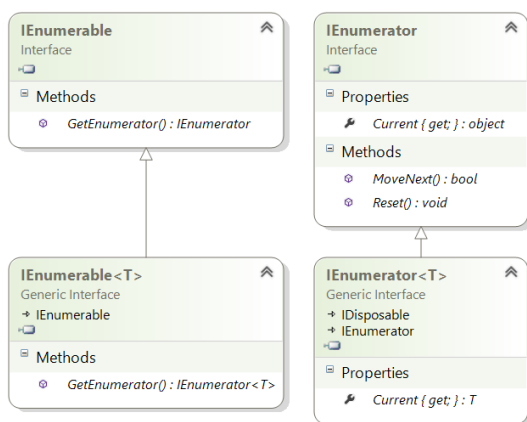 IEnumerable
Interface
Methods
GetEnumerator() : IEnumerator
IEnumerator
Interface
Properties
Current { get; } : object
Methods
MoveNext() : bool
Reset() : void
IEnumerable<T>
Generic Interface
IEnumerable
Methods
GetEnumerator() : IEnumerator<T>
IEnumerator<T>
Generic Interface
IDisposable
IEnumerator
Properties
Current { get; } : T